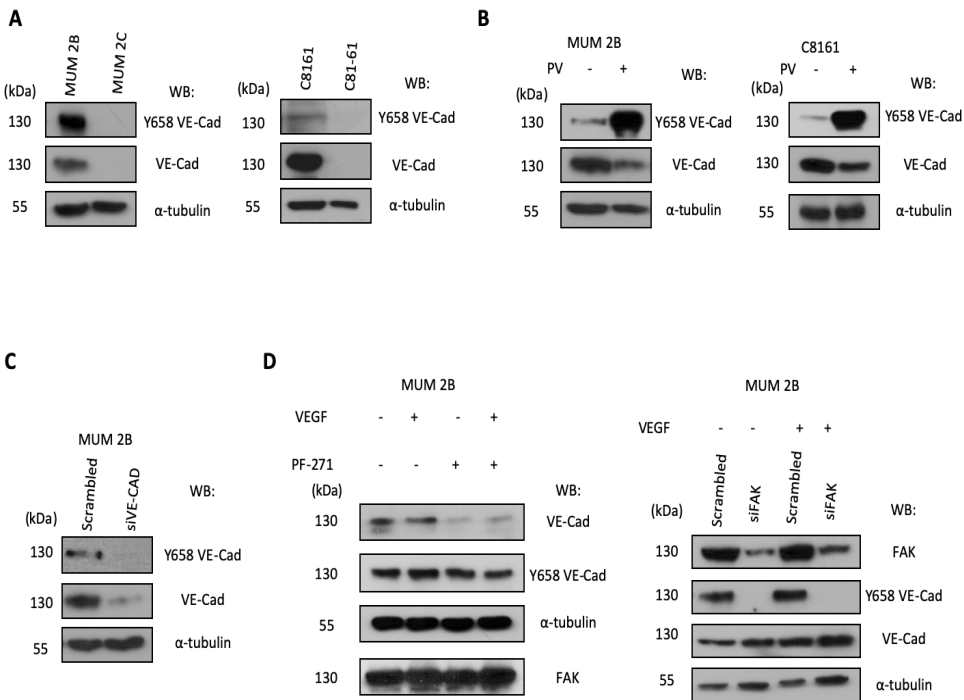 A
MUM 2B
MUM 2C
(kDa)
WB:
130
Y658 VE-Cad
130
VE-Cad
55
α-tubulin
C8161
C81-61
(kDa)
WB:
130
Y658 VE-Cad
130
VE-Cad
55
α-tubulin
B
MUM 2B
PV - +
WB:
(kDa)
130
Y658 VE-Cad
130
VE-Cad
55
α-tubulin
C8161
PV - +
WB:
(kDa)
130
Y658 VE-Cad
130
VE-Cad
55
α-tubulin
C
MUM 2B
Scrambled
siVE-CAD
WB:
(kDa)
130
Y658 VE-Cad
130
VE-Cad
55
α-tubulin
D
MUM 2B
VEGF - + - +
PF-271 - - + +
(kDa)
WB:
130
VE-Cad
130
Y658 VE-Cad
55
α-tubulin
130
FAK
MUM 2B
VEGF - - + +
Scrambled
siFAK
Scrambled
siFAK
(kDa)
WB:
130
FAK
130
Y658 VE-Cad
130
VE-Cad
55
α-tubulin